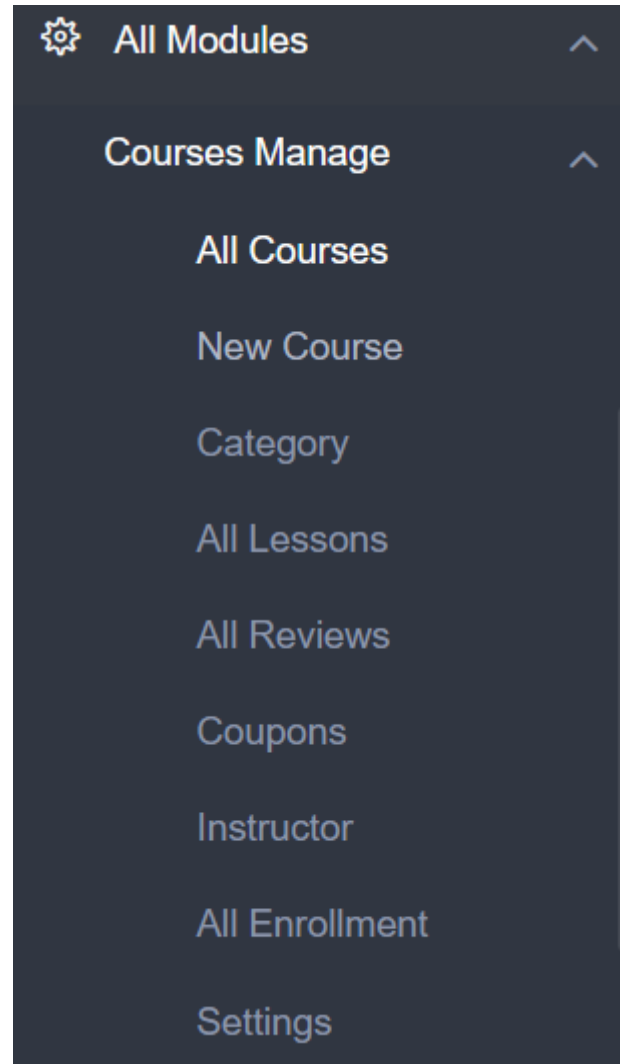 All Modules
Courses Manage
All Courses
New Course
Category
All Lessons
All Reviews
Coupons
Instructor
All Enrollment
Settings